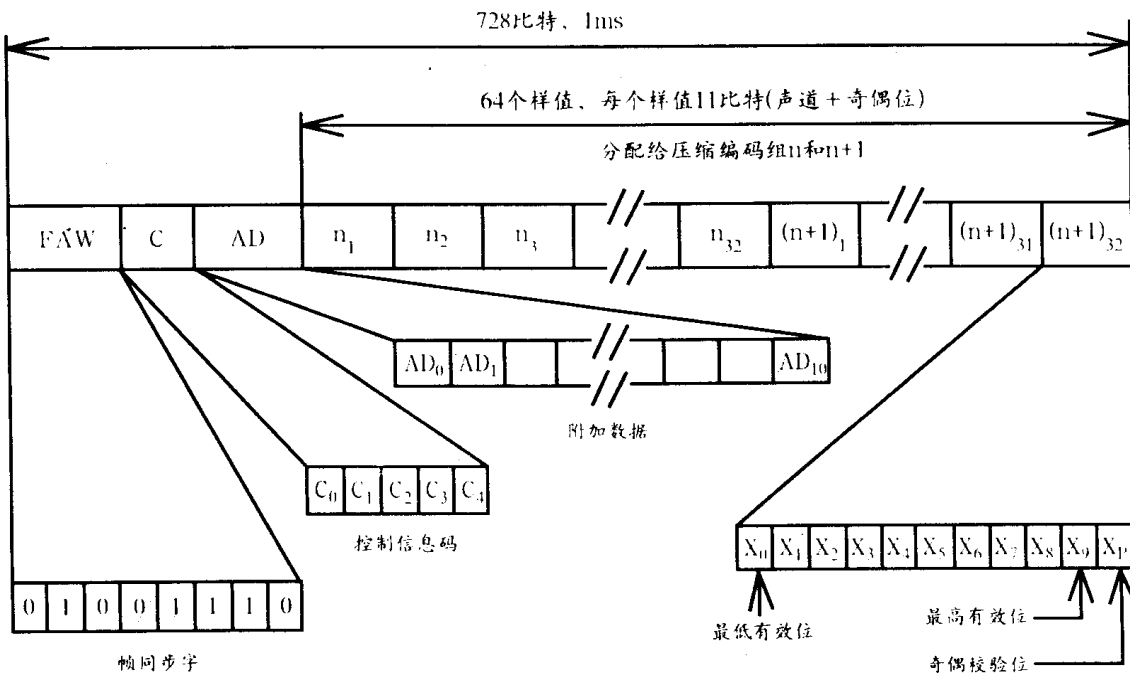 728比特、1ms
64个样值、每个样值11比特(声道+奇偶位)
分配给压缩编码组n和n+1
FAW C AD n₁ n₂ n₃ n₃₂ (n+1)₁ (n+1)₃₁ (n+1)₃₂
AD₀ AD₁ AD₁₀
附加数据
C₀ C₁ C₂ C₃ C₄
控制信息码
X₀ X₁ X₂ X₃ X₄ X₅ X₆ X₇ X₈ X₉ Xₚ
0 1 0 0 1 1 1 0
最低有效位
最高有效位
奇偶校验位
帧同步字